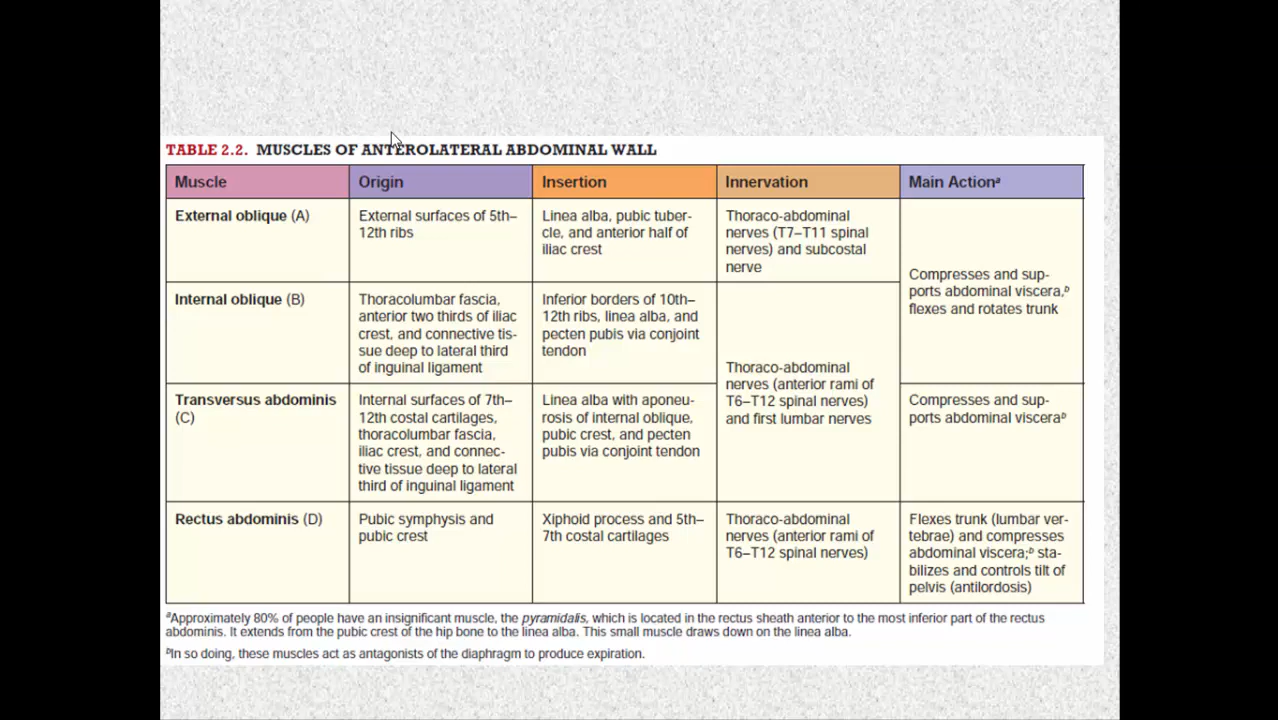 TABLE 2.2. MUSCLES OF ANTEROLATERAL ABDOMINAL WALL
Muscle
Origin
Insertion
Innervation
Main Actionᵃ
External oblique (A)
External surfaces of 5th–
12th ribs
Linea alba, pubic tuber-
cle, and anterior half of
iliac crest
Thoraco-abdominal
nerves (T7–T11 spinal
nerves) and subcostal
nerve
Compresses and sup-
ports abdominal viscera,ᵇ
flexes and rotates trunk
Internal oblique (B)
Thoracolumbar fascia,
anterior two thirds of iliac
crest, and connective tis-
sue deep to lateral third
of inguinal ligament
Inferior borders of 10th–
12th ribs, linea alba, and
pecten pubis via conjoint
tendon
Thoraco-abdominal
nerves (anterior rami of
T6–T12 spinal nerves)
and first lumbar nerves
Transversus abdominis
(C)
Internal surfaces of 7th–
12th costal cartilages,
thoracolumbar fascia,
iliac crest, and connec-
tive tissue deep to lateral
third of inguinal ligament
Linea alba with aponeu-
rosis of internal oblique,
pubic crest, and pecten
pubis via conjoint tendon
Compresses and sup-
ports abdominal visceraᵇ
Rectus abdominis (D)
Pubic symphysis and
pubic crest
Xiphoid process and 5th–
7th costal cartilages
Thoraco-abdominal
nerves (anterior rami of
T6–T12 spinal nerves)
Flexes trunk (lumbar ver-
tebrae) and compresses
abdominal viscera;ᵇ sta-
bilizes and controls tilt of
pelvis (antilordosis)
ᵃApproximately 80% of people have an insignificant muscle, the pyramidalis, which is located in the rectus sheath anterior to the most inferior part of the rectus
abdominis. It extends from the pubic crest of the hip bone to the linea alba. This small muscle draws down on the linea alba.
ᵇIn so doing, these muscles act as antagonists of the diaphragm to produce expiration.